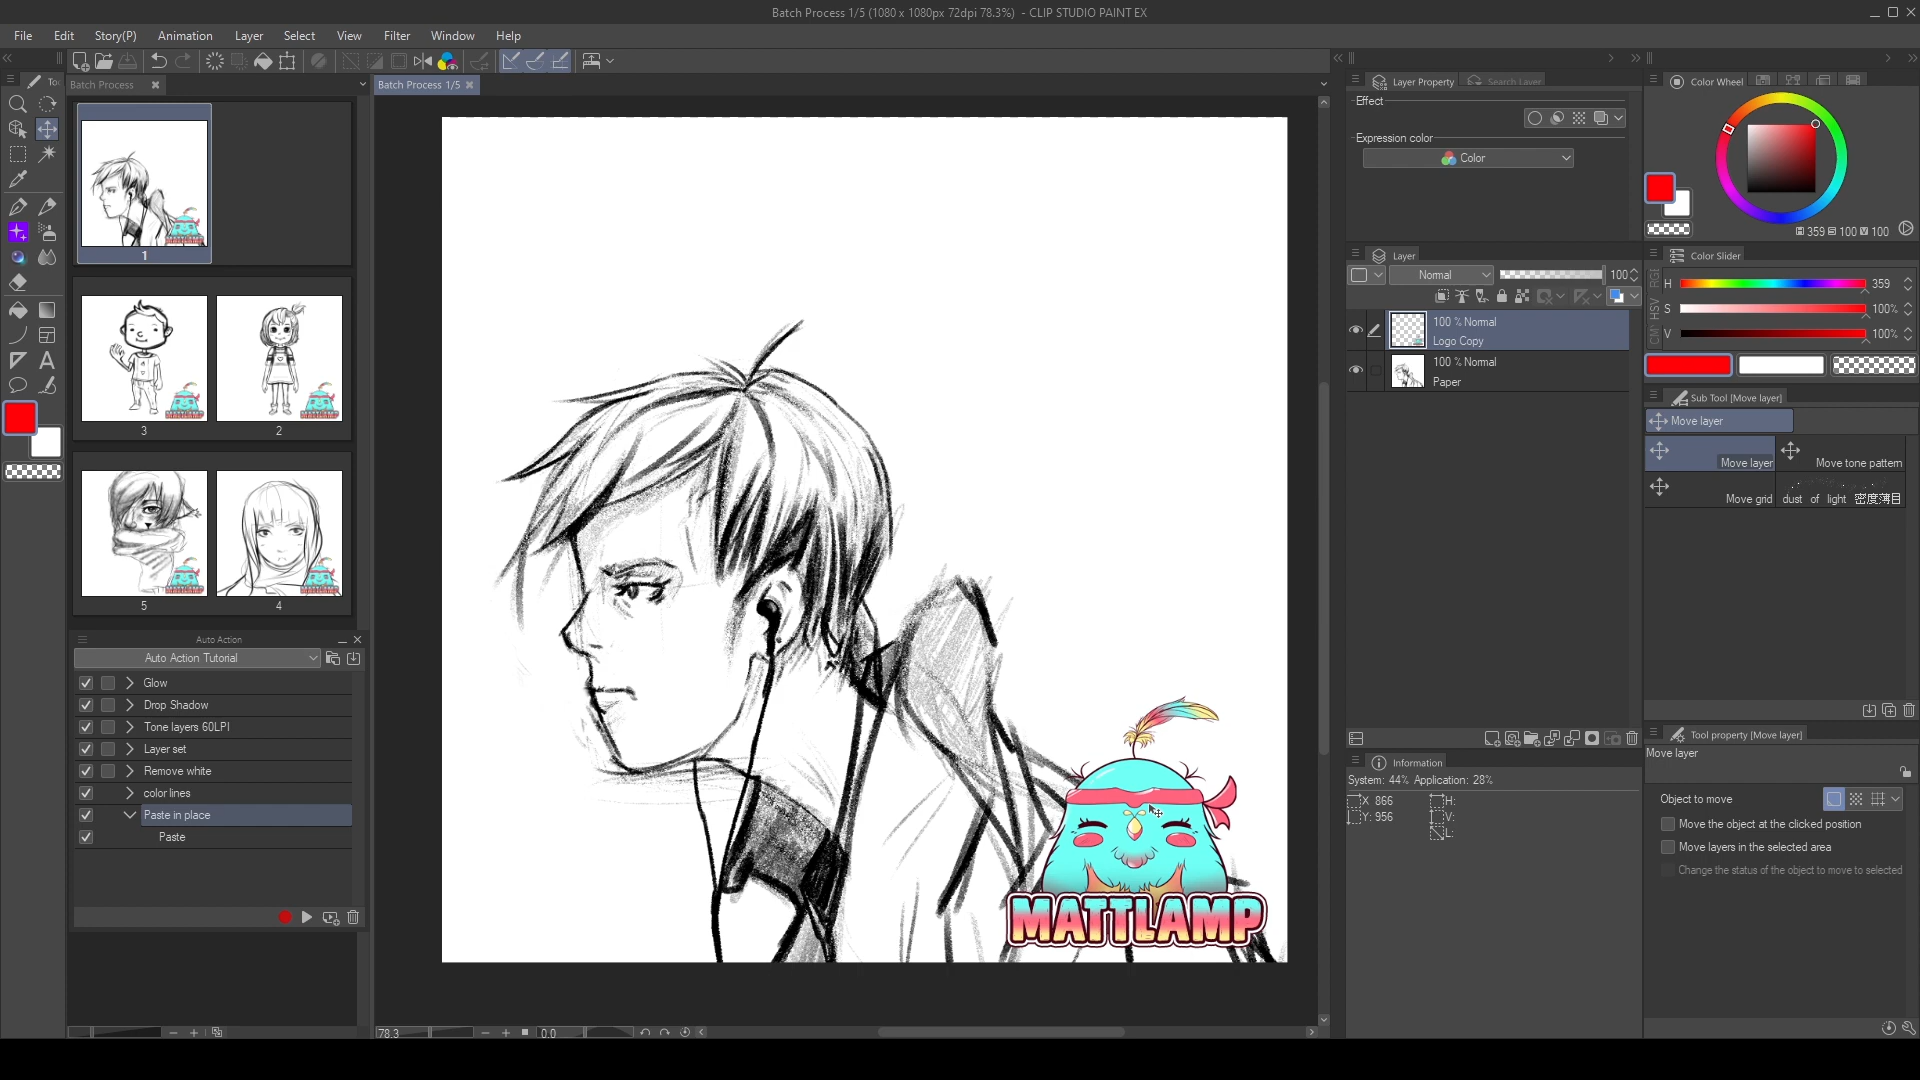 Batch Process 1/5 (1080 x 1080px 72dpi 78.3%) - CLIP STUDIO PAINT EX
File Edit Story(P) Animation Layer Select View Filter Window Help
Batch Process
Batch Process 1/5
1
3 2
5 4
Auto Action
Auto Action Tutorial
Glow
Drop Shadow
Tone layers 60LPI
Layer set
Remove white
color lines
Paste in place
Paste
MATTLAMP
78.3 0.0
Layer Property Search Layer
Effect
Expression color
Color
Layer
Normal 100
100 % Normal
Logo Copy
100 % Normal
Paper
Information
System: 44% Application: 28%
X 866 H:
Y: 956 V:
L:
Color Wheel
359 100 100
Color Slider
H 359
S 100%
V 100%
Sub Tool [Move layer]
Move layer
Move layer Move tone pattern
Move grid dust of light 密度薄目
Tool property [Move layer]
Move layer
Object to move
Move the object at the clicked position
Move layers in the selected area
Change the status of the object to move to selected